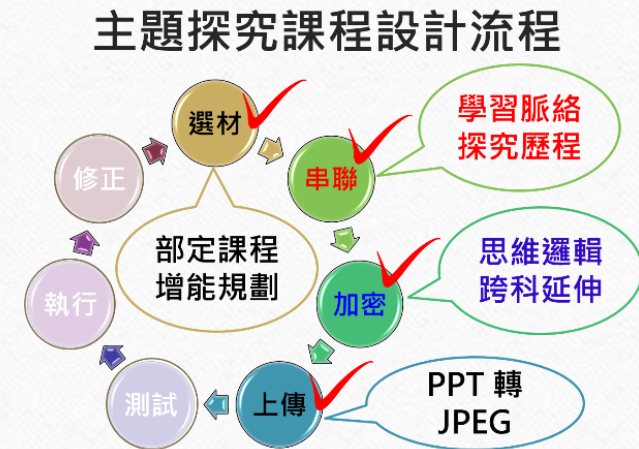 主題探究課程設計流程
選材
串聯
學習脈絡
探究歷程
加密
思維邏輯
跨科延伸
上傳
PPT 轉
JPEG
測試
執行
修正
部定課程
增能規劃